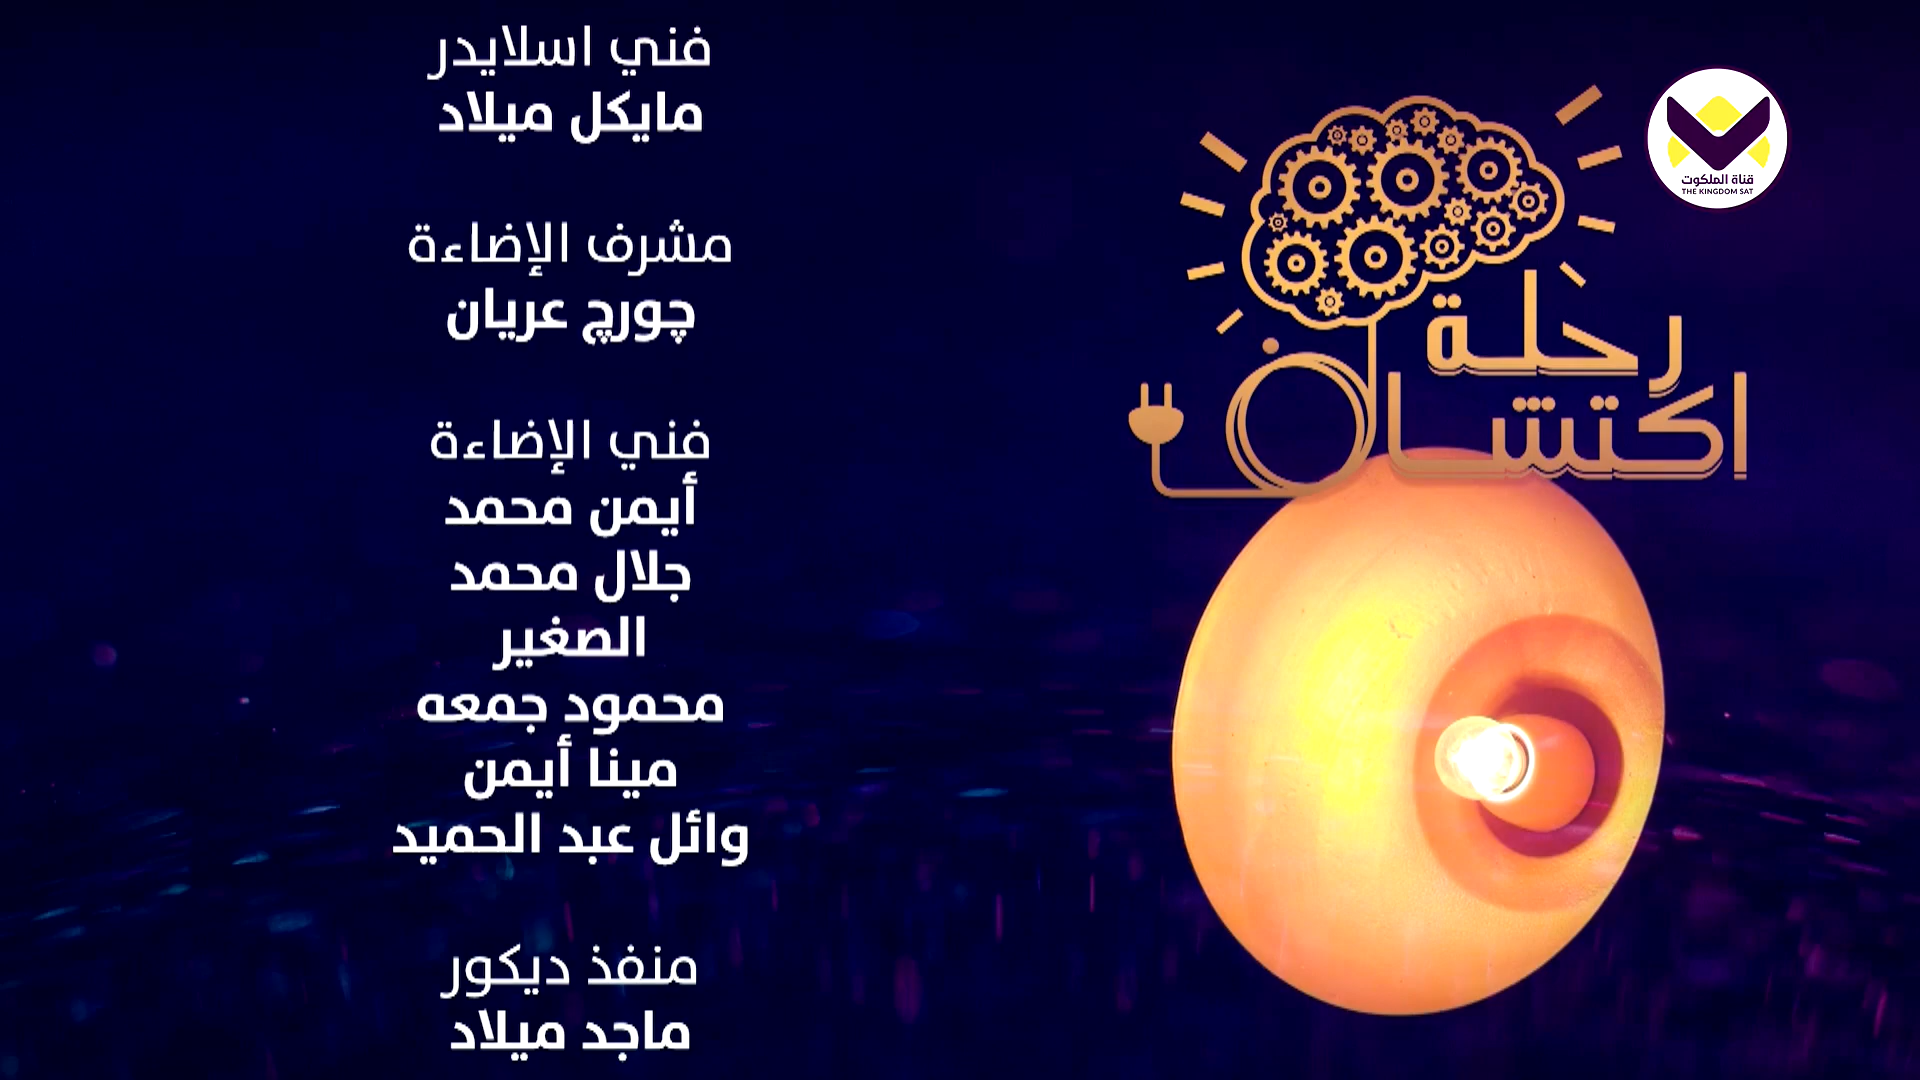 فني اسلايدر
مايكل ميلاد
مشرف الإضاءة
چورچ عريان
فني الإضاءة
أيمن محمد
جلال محمد
الصغير
محمود جمعه
مينا أيمن
وائل عبد الحميد
منفذ ديكور
ماجد ميلاد
رحلة
اكتشاف
قناة الملكوت
THE KINGDOM SAT